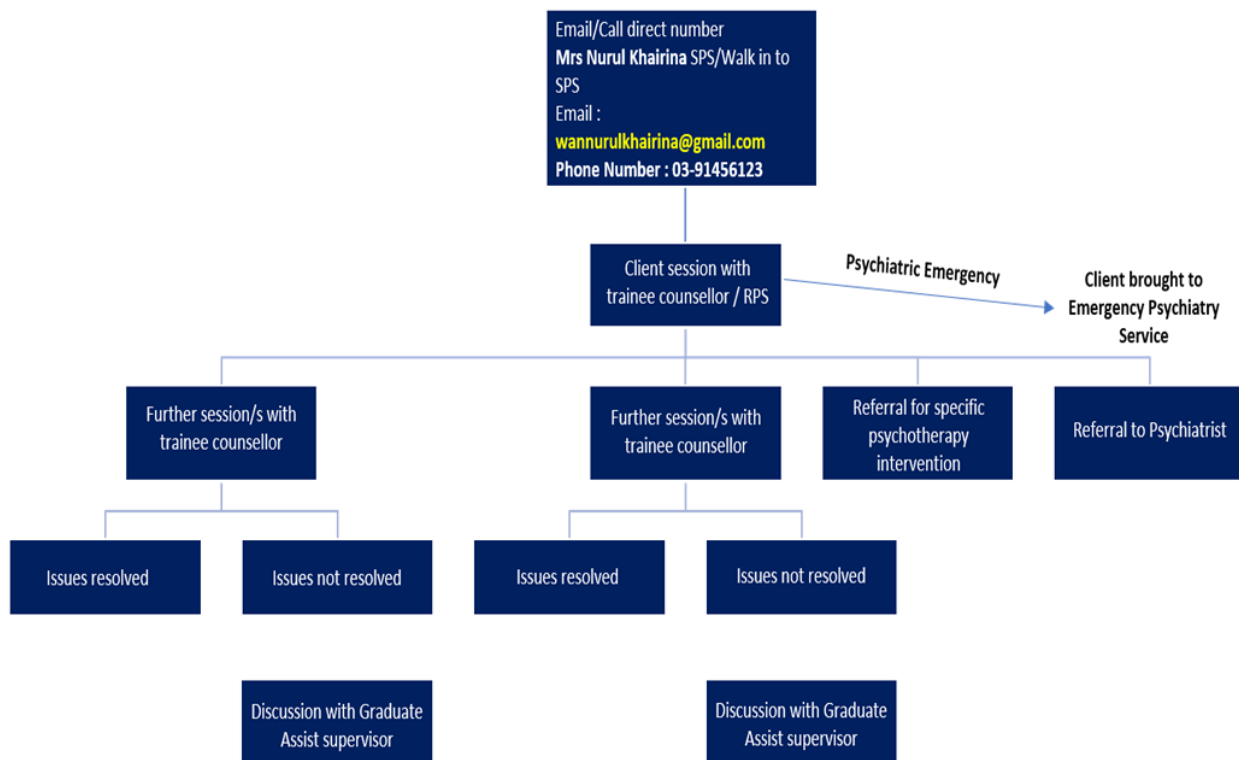 Email/Call direct number
Mrs Nurul Khairina SPS/Walk in to
SPS
Email :
wannurulkhairina@gmail.com
Phone Number : 03-91456123
Client session with
trainee counsellor / RPS
Psychiatric Emergency
Client brought to
Emergency Psychiatry
Service
Further session/s with
trainee counsellor
Further session/s with
trainee counsellor
Referral for specific
psychotherapy
intervention
Referral to Psychiatrist
Issues resolved
Issues not resolved
Issues resolved
Issues not resolved
Discussion with Graduate
Assist supervisor
Discussion with Graduate
Assist supervisor